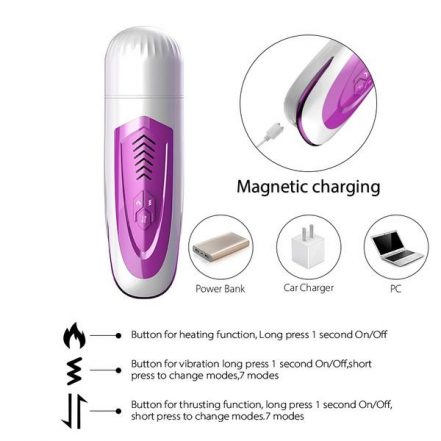 Magnetic charging
Power Bank
Car Charger
PC
Button for heating function, Long press 1 second On/Off
Button for vibration long press 1 second On/Off,short
press to change modes,7 modes
Button for thrusting function, long press 1 second On/Off,
short press to change modes.7 modes